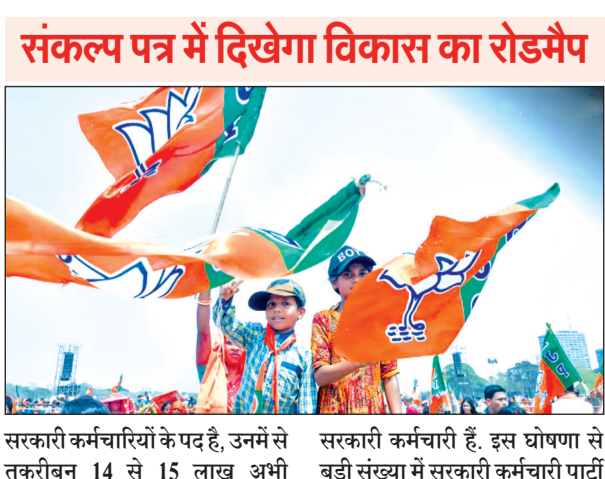 संकल्प पत्र में दिखेगा विकास का रोडमैप
BOY
सरकारी कर्मचारियों के पद है, उनमें से
तकरीबन 14 से 15 लाख अभी
सरकारी कर्मचारी हैं. इस घोषणा से
बड़ी संख्या में सरकारी कर्मचारी पार्टी